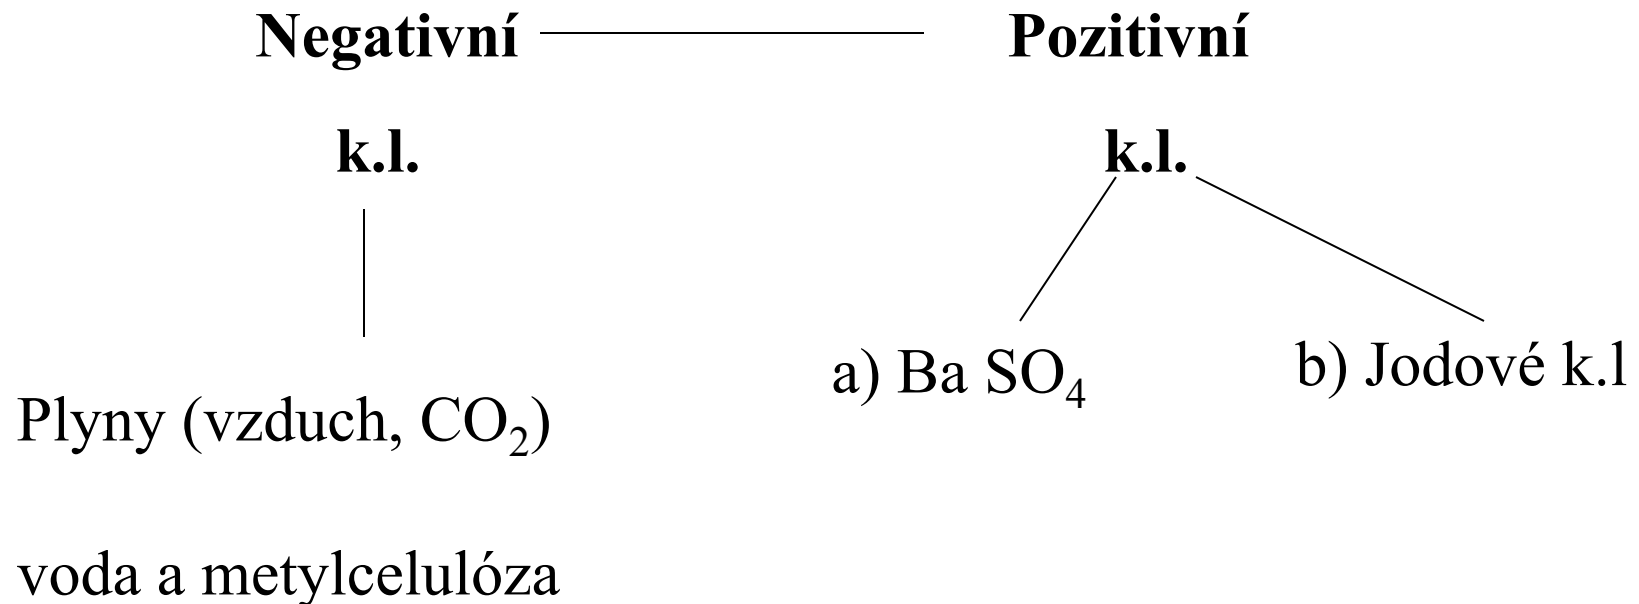 Negativní Pozitivní
k.l. k.l.
a) Ba SO₄ b) Jodové k.l
Plyny (vzduch, CO₂)
voda a metylcelulóza